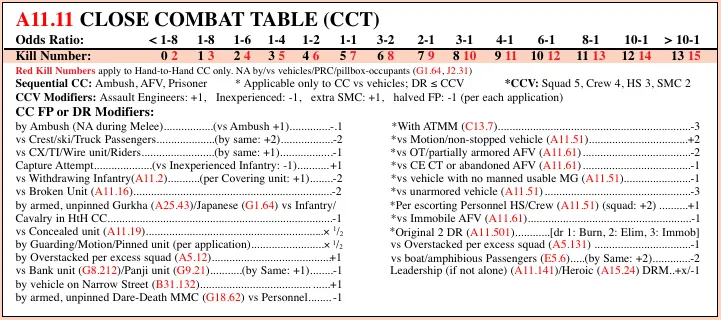 A11.11 CLOSE COMBAT TABLE (CCT)
Odds Ratio: < 1-8 1-8 1-6 1-4 1-2 1-1 3-2 2-1 3-1 4-1 6-1 8-1 10-1 > 10-1
Kill Number: 0 2 1 3 2 4 3 5 4 6 5 7 6 8 7 9 8 10 9 11 10 12 11 13 12 14 13 15
Red Kill Numbers apply to Hand-to-Hand CC only. NA by/vs vehicles/PRC/pillbox-occupants (G1.64, J2.31)
Sequential CC: Ambush, AFV, Prisoner * Applicable only to CC vs vehicles; DR ≤ CCV *CCV: Squad 5, Crew 4, HS 3, SMC 2
CCV Modifiers: Assault Engineers: +1, Inexperienced: -1, extra SMC: +1, halved FP: -1 (per each application)
CC FP or DR Modifiers:
by Ambush (NA during Melee)..................(vs Ambush +1)...............-.1
vs Crest/ski/Truck Passengers.....................(by same: +2)..............-2
vs CX/TI/Wire unit/Riders.........................(by same: +1)..............-1
Capture Attempt.....................(vs Inexperienced Infantry: -1)...........+1
vs Withdrawing Infantry(A11.2)...........(per Covering unit: +1).......-2
vs Broken Unit (A11.16)..........................................................-2
by armed, unpinned Gurkha (A25.43)/Japanese (G1.64) vs Infantry/
Cavalry in HtH CC..................................................................-1
vs Concealed unit (A11.19)......................................................× 1/2
by Guarding/Motion/Pinned unit (per application)..........................× 1/2
by Overstacked per excess squad (A5.12)......................................+1
vs Bank unit (G8.212)/Panji unit (G9.21)..........(by Same: +1).......-1
by vehicle on Narrow Street (B31.132)....................................+1
by armed, unpinned Dare-Death MMC (G18.62) vs Personnel........-1
*With ATMM (C13.7)..............................................................-3
*vs Motion/non-stopped vehicle (A11.51)..................................+2
*vs OT/partially armored AFV (A11.61).....................................-2
*vs CE CT or abandoned AFV (A11.61).....................................-1
*vs vehicle with no manned usable MG (A11.51).......................-1
*vs unarmored vehicle (A11.51) ................................................-3
*Per escorting Personnel HS/Crew (A11.51) (squad: +2) ..........+1
*vs Immobile AFV (A11.61)......................................................-1
*Original 2 DR (A11.501)............[dr 1: Burn, 2: Elim, 3: Immob]
vs Overstacked per excess squad (A5.131) ................................-1
vs boat/amphibious Passengers (E5.6).....(by Same: +2).............-2
Leadership (if not alone) (A11.141)/Heroic (A15.24) DRM..+x/-1